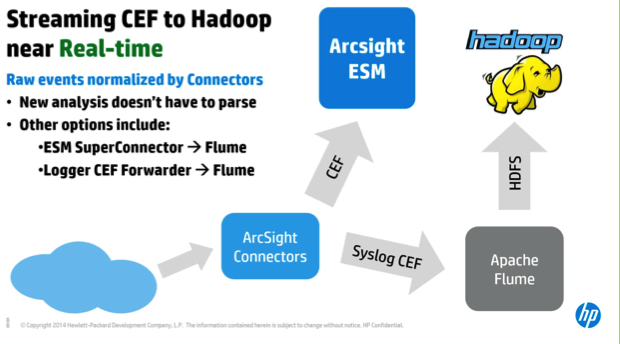 Streaming CEF to Hadoop
near Real-time
Raw events normalized by Connectors
• New analysis doesn't have to parse
• Other options include:
•ESM SuperConnector → Flume
•Logger CEF Forwarder → Flume
Arcsight
ESM
hadoop
CEF
HDFS
ArcSight
Connectors
Syslog CEF
Apache
Flume
© Copyright 2014 Hewlett-Packard Development Company, L.P. The information contained herein is subject to change without notice. HP Confidential.
hp